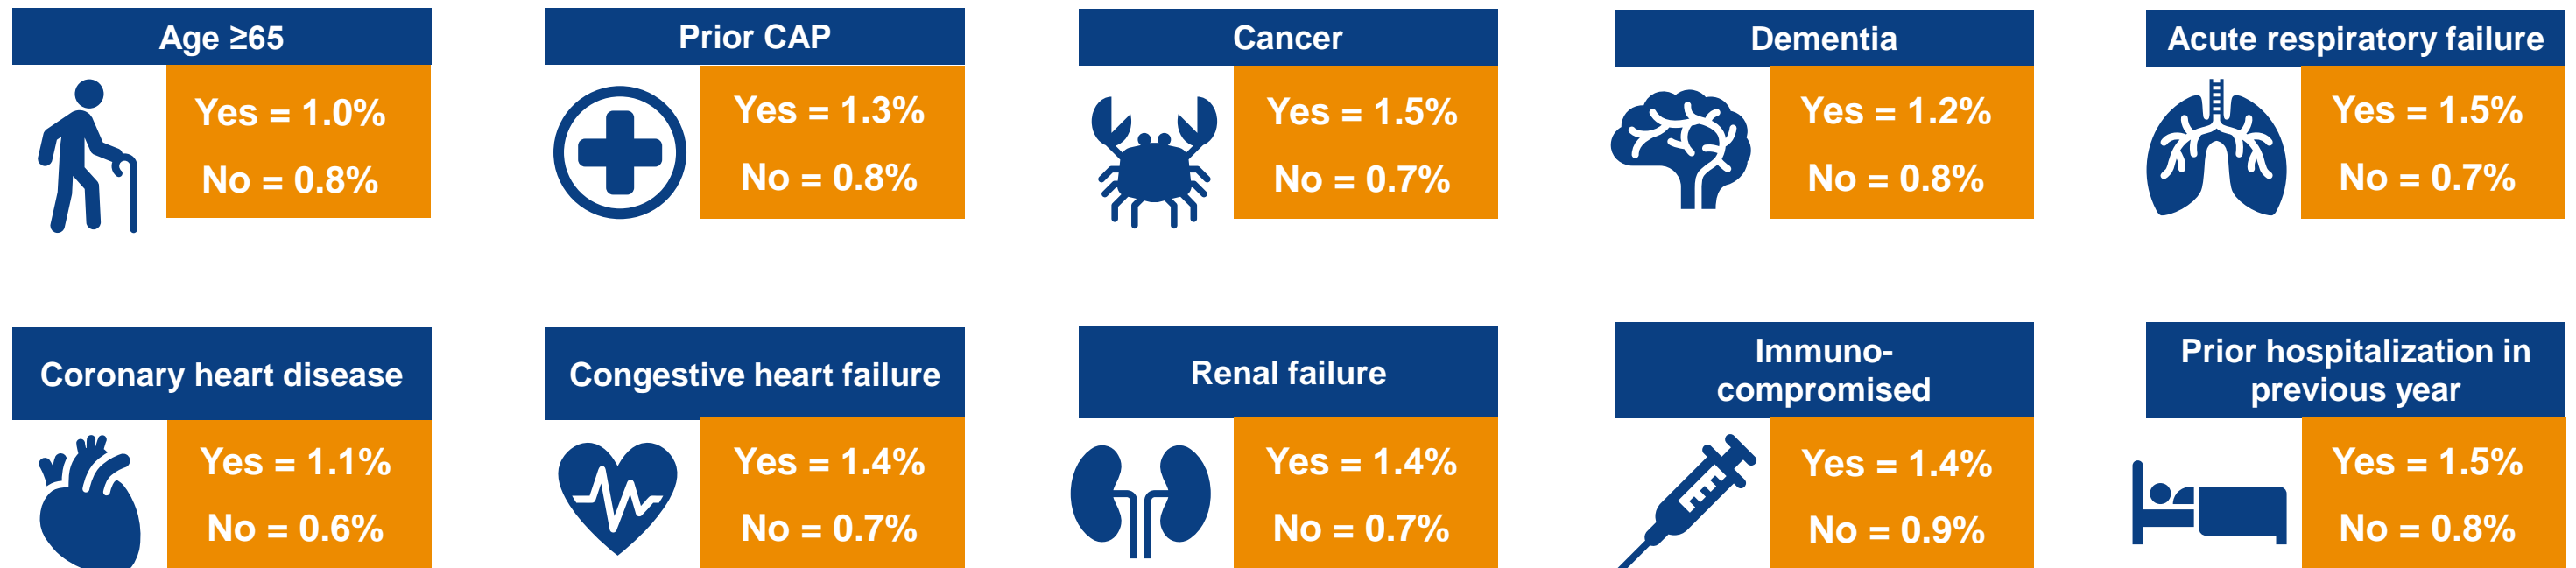 Age ≥65
Yes = 1.0%
No = 0.8%
Prior CAP
Yes = 1.3%
No = 0.8%
Cancer
Yes = 1.5%
No = 0.7%
Dementia
Yes = 1.2%
No = 0.8%
Acute respiratory failure
Yes = 1.5%
No = 0.7%
Coronary heart disease
Yes = 1.1%
No = 0.6%
Congestive heart failure
Yes = 1.4%
No = 0.7%
Renal failure
Yes = 1.4%
No = 0.7%
Immuno-
compromised
Yes = 1.4%
No = 0.9%
Prior hospitalization in
previous year
Yes = 1.5%
No = 0.8%